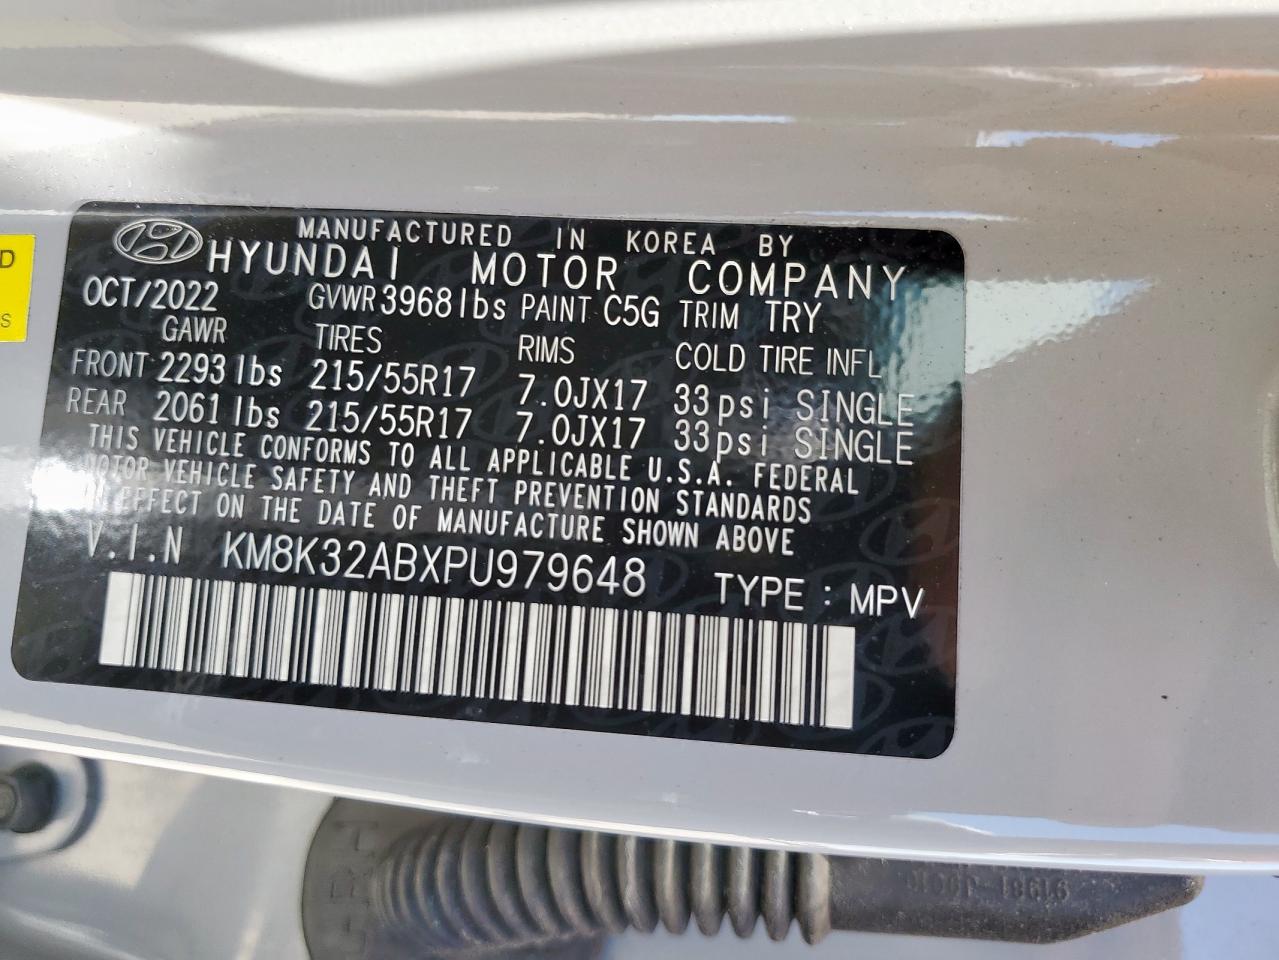 MANUFACTURED IN KOREA BY
HYUNDAI MOTOR COMPANY
OCT/2022 GVWR 3968 lbs PAINT C5G TRIM TRY
GAWR TIRES RIMS COLD TIRE INFL
FRONT 2293 lbs 215/55R17 7.0JX17 33psi SINGLE
REAR 2061 lbs 215/55R17 7.0JX17 33psi SINGLE
THIS VEHICLE CONFORMS TO ALL APPLICABLE U.S.A. FEDERAL
MOTOR VEHICLE SAFETY AND THEFT PREVENTION STANDARDS
IN EFFECT ON THE DATE OF MANUFACTURE SHOWN ABOVE
V.I.N KM8K32ABXPU979648 TYPE : MPV
D
S